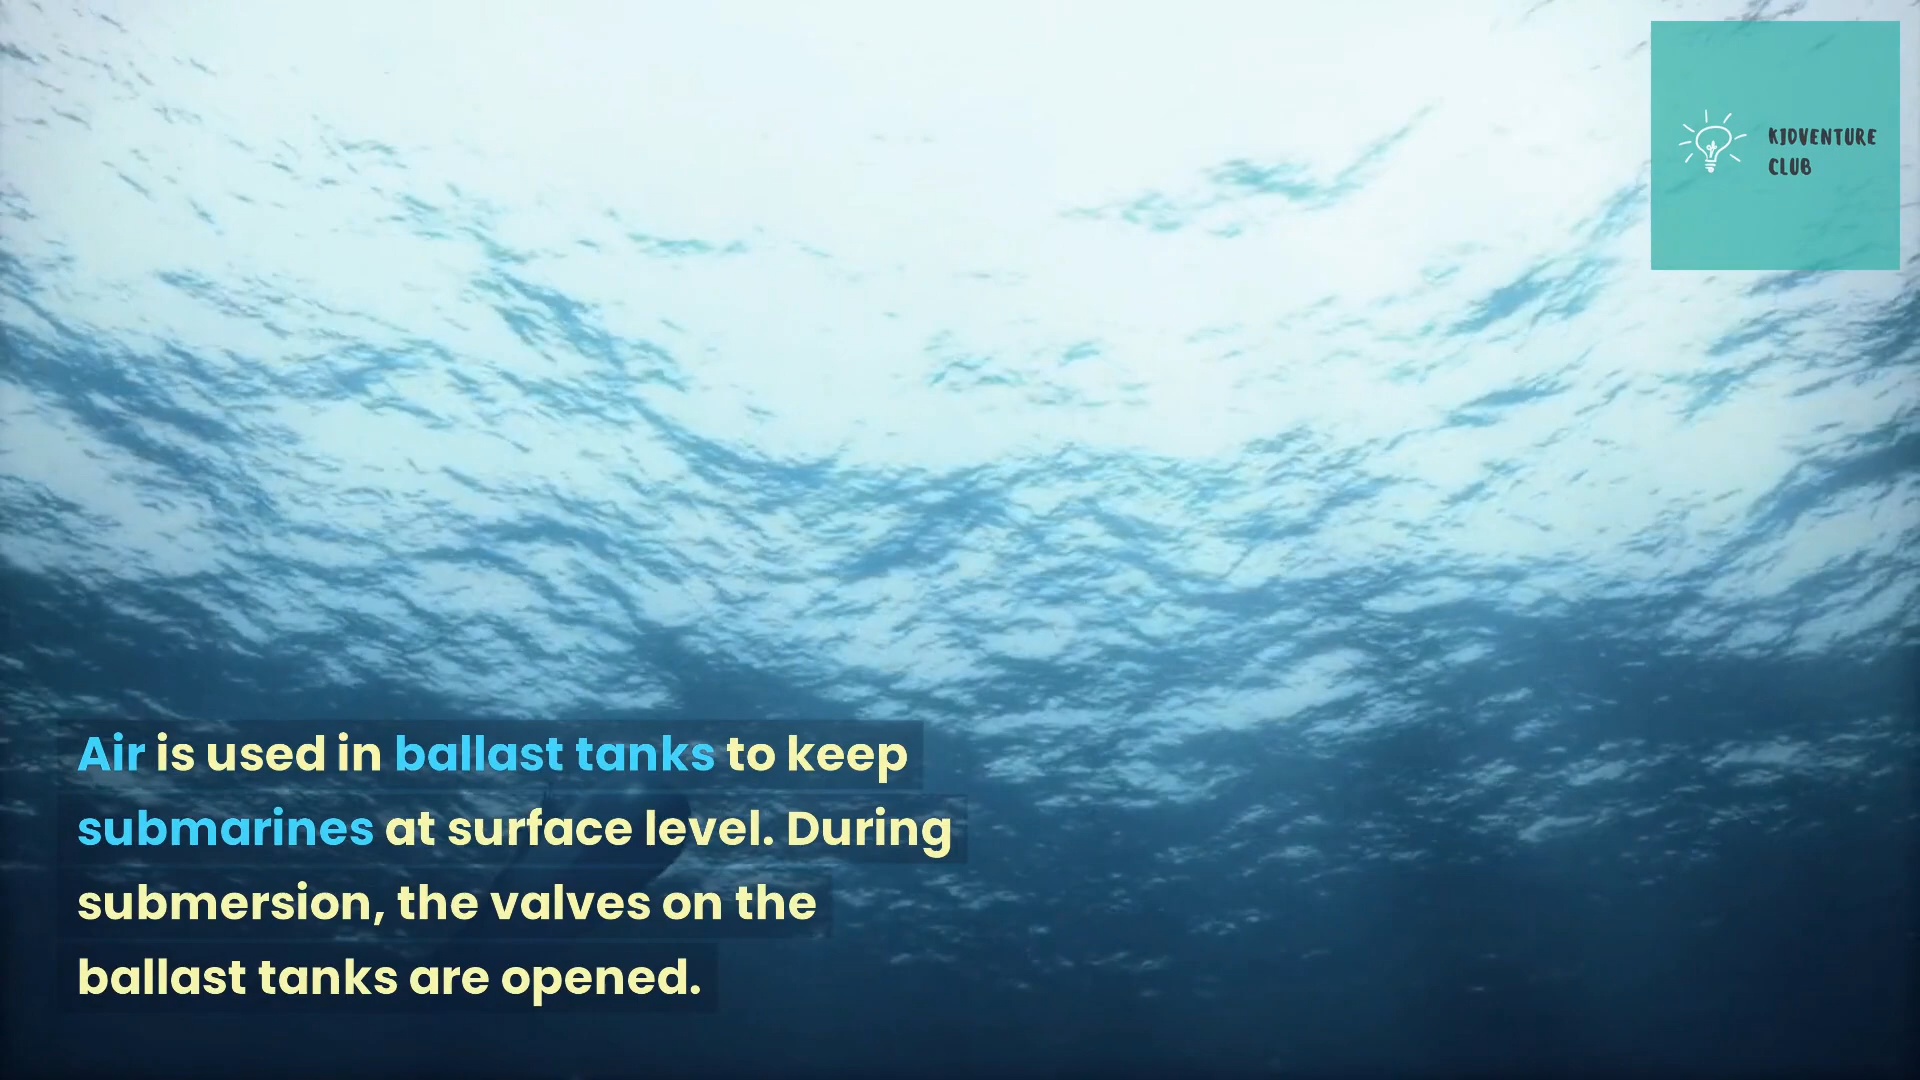 KIDVENTURE
CLUB
Air is used in ballast tanks to keep
submarines at surface level. During
submersion, the valves on the
ballast tanks are opened.